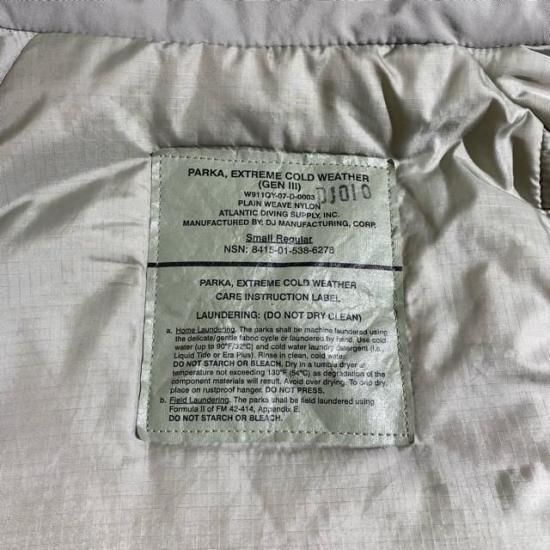 PARKA, EXTREME COLD WEATHER
(GEN III)
W911QY-07-D-0003 DJ010
PLAIN WEAVE NYLON
ATLANTIC DIVING SUPPLY, INC.
MANUFACTURED BY: DJ MANUFACTURING, CORP.
Small Regular
NSN: 8415-01-538-6278
PARKA, EXTREME COLD WEATHER
CARE INSTRUCTION LABEL
LAUNDERING: (DO NOT DRY CLEAN)
a. Home Laundering. The parks shall be machine laundered using
the delicate/gentle fabric cycle or laundered by hand. Use cold
water (up to 90°F/32°C) and cold water laundry detergent (i.e.,
Liquid Tide or Era Plus). Rinse in clean, cold water.
DO NOT STARCH OR BLEACH. Dry in a tumble dryer at
temperature not exceeding 130°F (54°C) as degradation of the
component materials will result. Avoid over drying. To drip dry,
place on rustproof hanger. DO NOT PRESS.
b. Field Laundering. The parks shall be field laundered using
Formula II of FM 42-414, Appendix E.
DO NOT STARCH OR BLEACH.